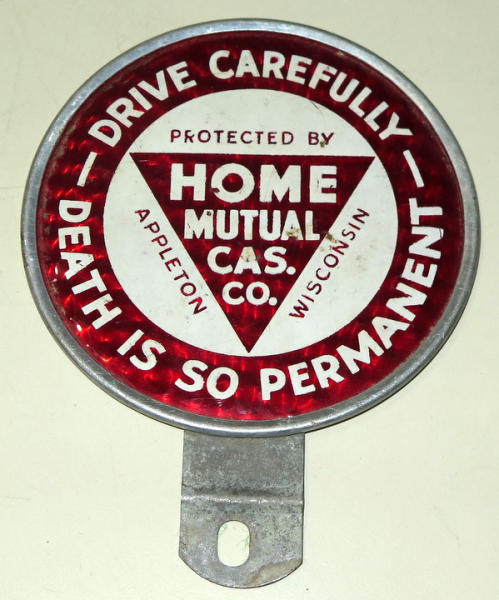 DRIVE CAREFULLY
DEATH IS SO PERMANENT
PROTECTED BY
HOME
MUTUAL
CAS.
CO.
APPLETON
WISCONSIN